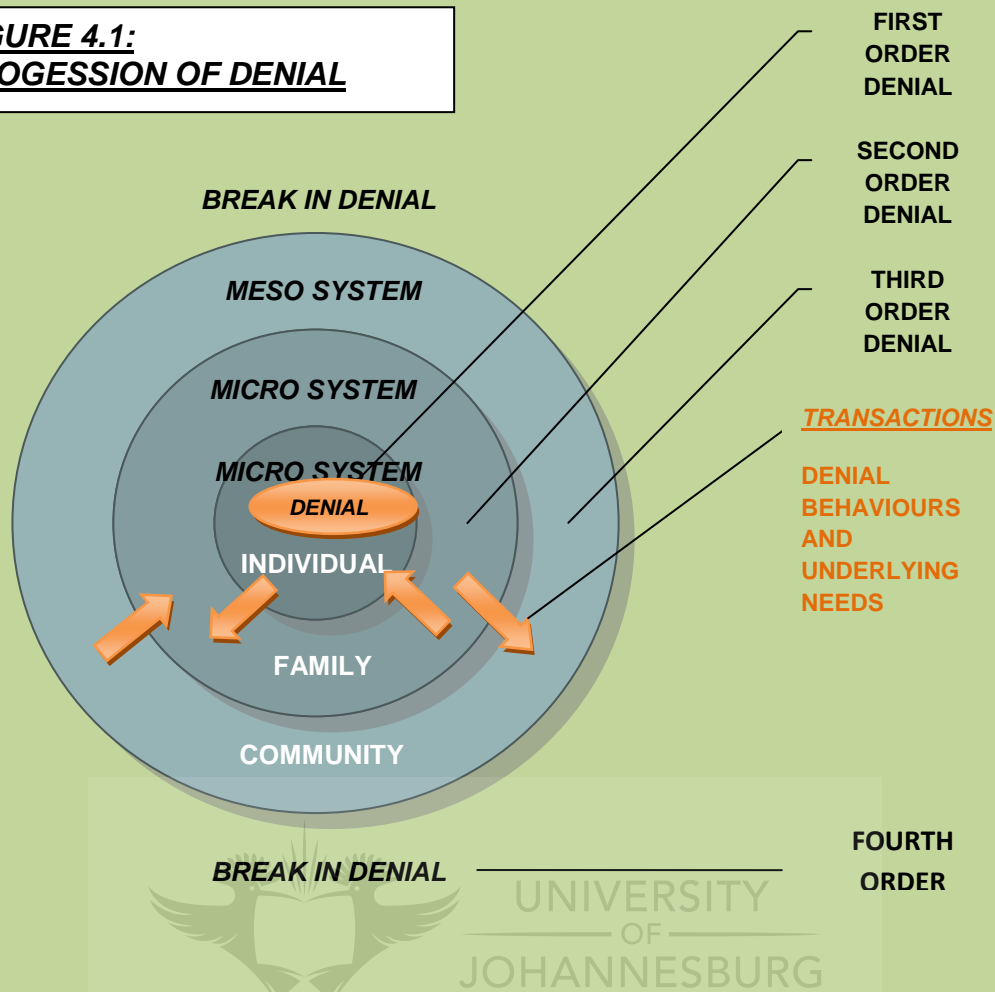 GURE 4.1:
OGESSION OF DENIAL
FIRST
ORDER
DENIAL
SECOND
ORDER
DENIAL
BREAK IN DENIAL
MESO SYSTEM
THIRD
ORDER
DENIAL
MICRO SYSTEM
TRANSACTIONS
MICRO SYSTEM
DENIAL
DENIAL
BEHAVIOURS
AND
UNDERLYING
NEEDS
INDIVIDUAL
FAMILY
COMMUNITY
BREAK IN DENIAL
FOURTH
ORDER
UNIVERSITY
OF
JOHANNESBURG